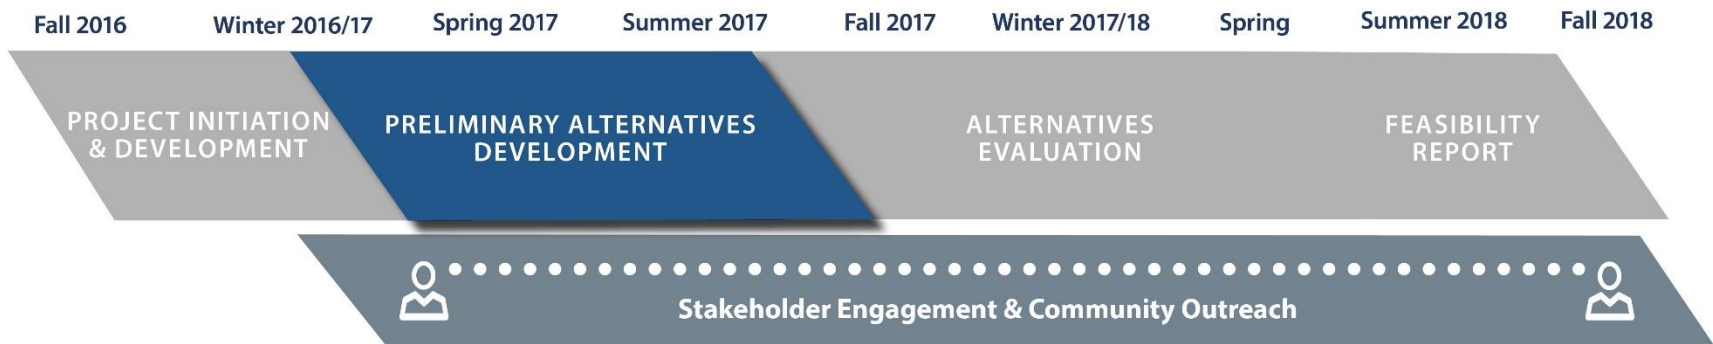 Fall 2016 Winter 2016/17 Spring 2017 Summer 2017 Fall 2017 Winter 2017/18 Spring Summer 2018 Fall 2018
PROJECT INITIATION
& DEVELOPMENT
PRELIMINARY ALTERNATIVES
DEVELOPMENT
ALTERNATIVES
EVALUATION
FEASIBILITY
REPORT
Stakeholder Engagement & Community Outreach